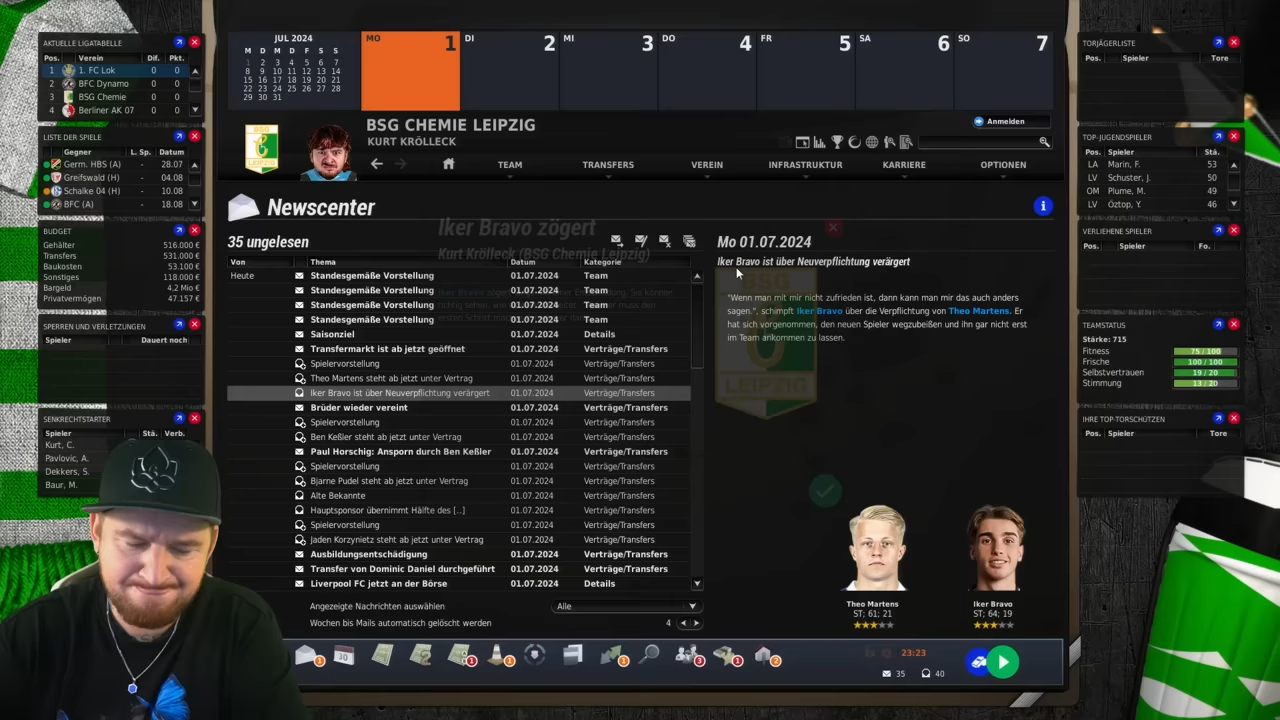 AKTUELLE LIGATABELLE
Pos. Verein Dif. Pkt.
1 1. FC Lok 0 0
2 BFC Dynamo 0 0
3 BSG Chemie 0 0
4 Berliner AK 07 0 0
LISTE DER SPIELE
Gegner L. Sp. Datum
Germ. HBS (A) - 28.07
Greifswald (H) - 04.08
Schalke 04 (H) - 10.08
BFC (A) - 18.08
BUDGET
Gehälter 516.000 €
Transfers 531.000 €
Baukosten 53.100 €
Sonstiges 118.000 €
Bargeld 4,2 Mio €
Privatvermögen 47.157 €
SPERREN UND VERLETZUNGEN
Spieler Dauert noch
SENKRECHTSTARTER
Spieler Stä. Verb.
Kurt, C.
Pavlovic, A.
Dekkers, S.
Baur, M.
JUL 2024
M D M D F S S
1 2 3 4 5 6 7
8 9 10 11 12 13 14
15 16 17 18 19 20 21
22 23 24 25 26 27 28
29 30 31
MO 1
DI 2
MI 3
DO 4
FR 5
SA 6
SO 7
BSG CHEMIE LEIPZIG
KURT KRÖLLECK
Anmelden
BSG
LEIPZIG
TEAM TRANSFERS VEREIN INFRASTRUKTUR KARRIERE OPTIONEN
Newscenter
Iker Bravo zögert
Kurt Krölleck (BSG Chemie Leipzig)
35 ungelesen
Von Thema Datum Kategorie
Heute Standesgemäße Vorstellung 01.07.2024 Team
Standesgemäße Vorstellung 01.07.2024 Team
Standesgemäße Vorstellung 01.07.2024 Team
Standesgemäße Vorstellung 01.07.2024 Team
Saisonziel 01.07.2024 Details
Transfermarkt ist ab jetzt geöffnet 01.07.2024 Verträge/Transfers
Spielervorstellung 01.07.2024 Verträge/Transfers
Theo Martens steht ab jetzt unter Vertrag 01.07.2024 Verträge/Transfers
Iker Bravo ist über Neuverpflichtung verärgert 01.07.2024 Verträge/Transfers
Brüder wieder vereint 01.07.2024 Verträge/Transfers
Spielervorstellung 01.07.2024 Verträge/Transfers
Ben Keßler steht ab jetzt unter Vertrag 01.07.2024 Verträge/Transfers
Paul Horschig: Ansporn durch Ben Keßler 01.07.2024 Verträge/Transfers
Spielervorstellung 01.07.2024 Verträge/Transfers
Bjarne Pudel steht ab jetzt unter Vertrag 01.07.2024 Verträge/Transfers
Alte Bekannte 01.07.2024 Verträge/Transfers
Hauptsponsor übernimmt Hälfte des [...] 01.07.2024 Verträge/Transfers
Spielervorstellung 01.07.2024 Verträge/Transfers
Jaden Korzynietz steht ab jetzt unter Vertrag 01.07.2024 Verträge/Transfers
Ausbildungsentschädigung 01.07.2024 Verträge/Transfers
Transfer von Dominic Daniel durchgeführt 01.07.2024 Verträge/Transfers
Liverpool FC jetzt an der Börse 01.07.2024 Details
Angezeigte Nachrichten auswählen Alle
Wochen bis Mails automatisch gelöscht werden 4
Mo 01.07.2024
Iker Bravo ist über Neuverpflichtung verärgert
"Wenn man mit mir nicht zufrieden ist, dann kann man mir das auch anders
sagen.", schimpft Iker Bravo über die Verpflichtung von Theo Martens. Er
hat sich vorgenommen, den neuen Spieler wegzubeißen und ihn gar nicht erst
im Team ankommen zu lassen.
BSG
LEIPZIG
Theo Martens
ST; 61; 21
Iker Bravo
ST; 64; 19
1 30 2 1 1 1 3 1 2
23:23
35 40
TORJÄGERLISTE
Pos. Spieler Tore
TOP-JUGENDSPIELER
Pos. Spieler Stä.
LA Marin, F. 53
LV Schuster, J. 50
OM Plume, M. 49
LV Öztop, Y. 46
VERLIEHENE SPIELER
Pos. Spieler Fo.
TEAMSTATUS
Stärke: 715
Fitness 75 / 100
Frische 100 / 100
Selbstvertrauen 19 / 20
Stimmung 13 / 20
IHRE TOP-TORSCHÜTZEN
Pos. Spieler Tore